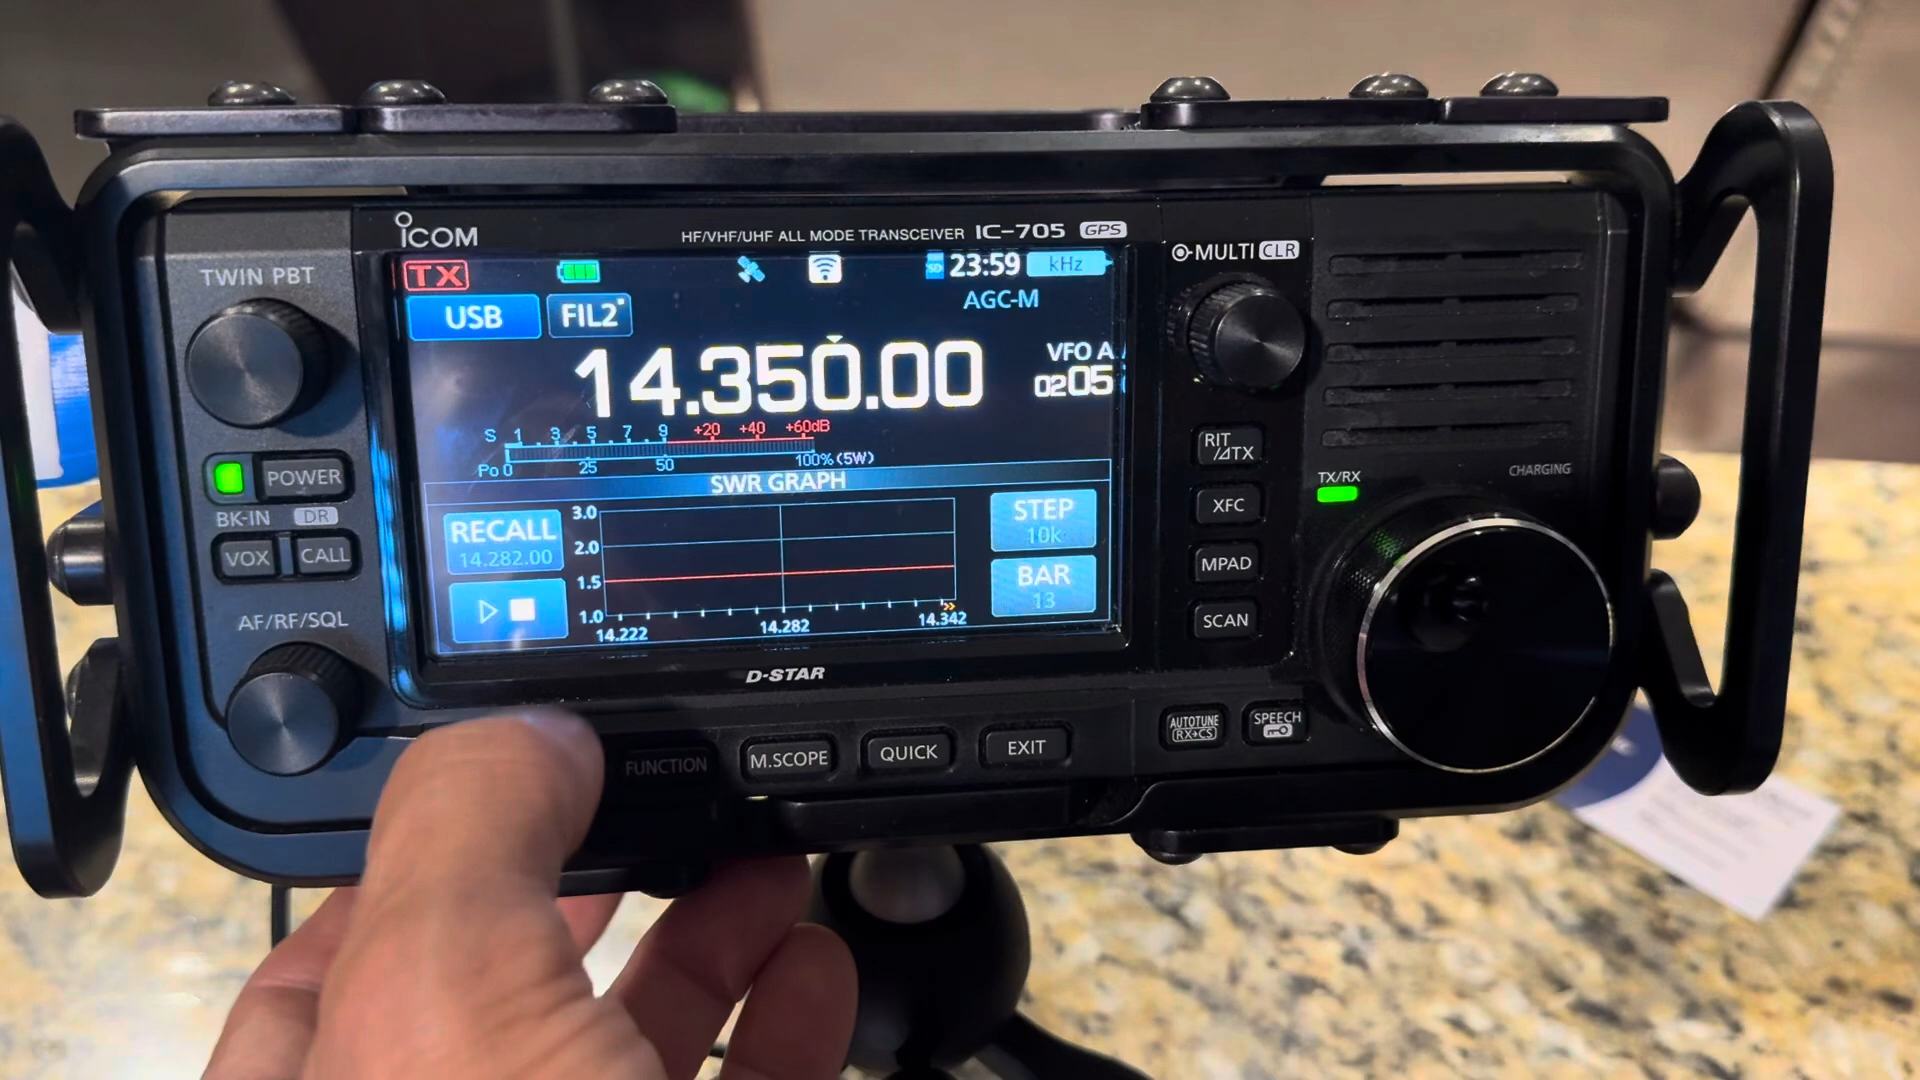 ICOM
HF/VHF/UHF ALL MODE TRANSCEIVER IC-705 GPS
TWIN PBT
MULTI CLR
TX
SD
23:59
kHz
USB
FIL2
AGC-M
14.350.00
VFO A
0205
S 1 3 5 7 9 +20 +40 +60dB
Po 0 25 50 100% (5W)
SWR GRAPH
RECALL
14.282.00
3.0
2.0
1.5
1.0
14.222 14.282 14.342
STEP
10k
BAR
13
POWER
BK-IN DR
VOX CALL
AF/RF/SQL
D-STAR
RIT
/⊿TX
XFC
MPAD
SCAN
TX/RX
CHARGING
FUNCTION
M.SCOPE
QUICK
EXIT
AUTOTUNE
RX→CS
SPEECH